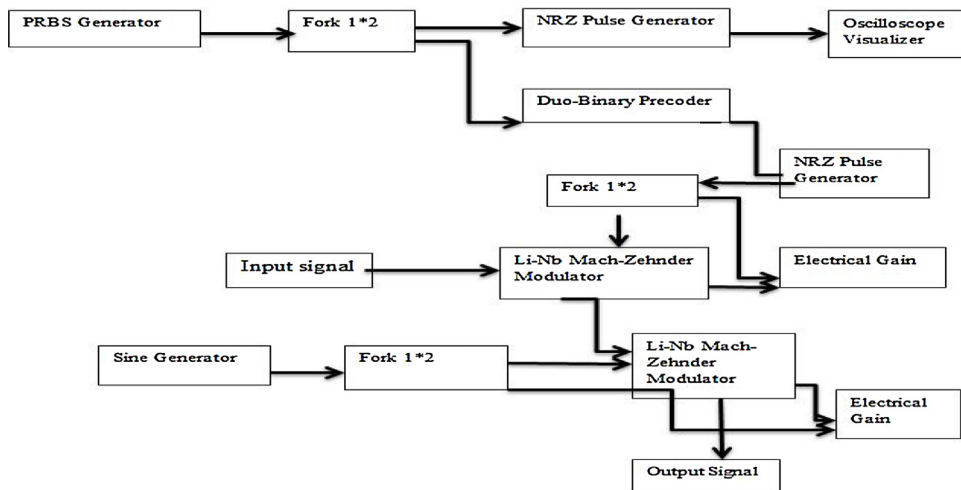 PRBS Generator
Fork 1*2
NRZ Pulse Generator
Oscilloscope
Visualizer
Duo-Binary Precoder
NRZ Pulse
Generator
Fork 1*2
Input signal
Li-Nb Mach-Zehnder
Modulator
Electrical Gain
Sine Generator
Fork 1*2
Li-Nb Mach-
Zehnder
Modulator
Electrical
Gain
Output Signal